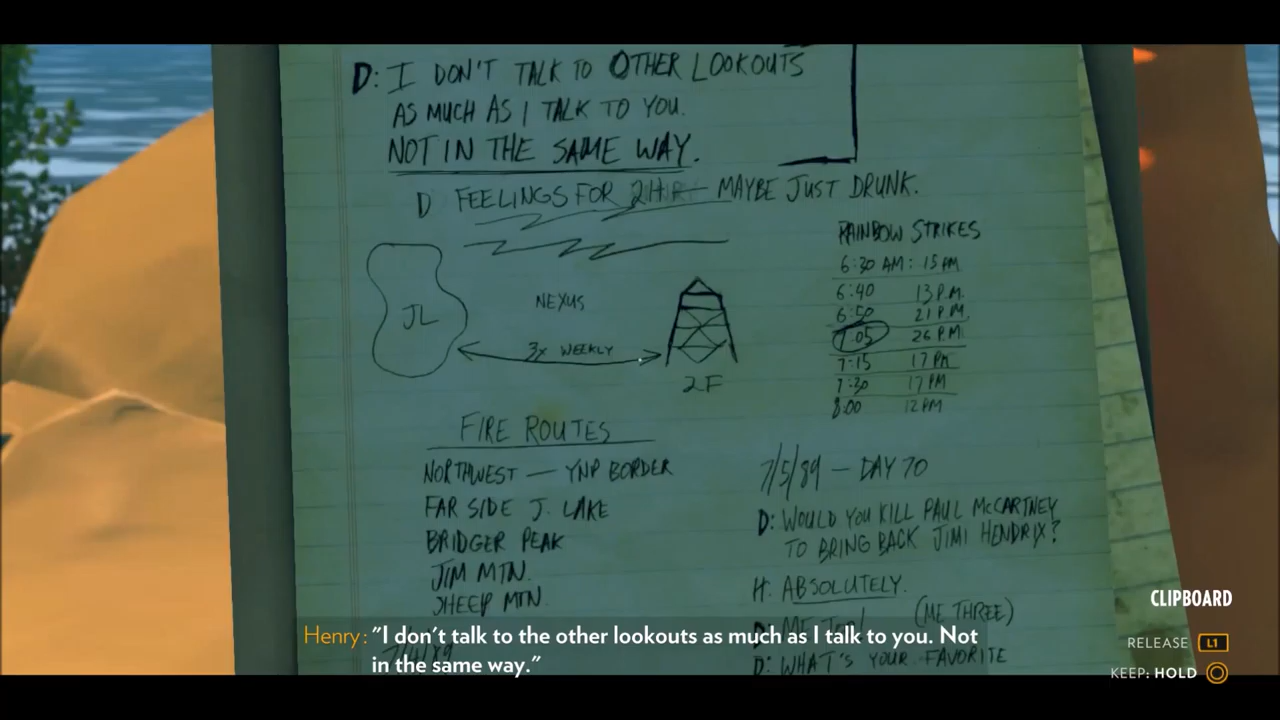 D: I DON'T TALK TO OTHER LOOKOUTS
AS MUCH AS I TALK TO YOU.
NOT IN THE SAME WAY.
D FEELINGS FOR MAYBE JUST DRUNK.
JL
NEXUS
3x WEEKLY
2F
RAINBOW STRIKES
6:30 AM: 15 PM
6:40 13 P.M.
6:50 21 P.M.
7:05 26 P.M.
7:15 17 PM
7:30 17 PM
8:00 12 PM
FIRE ROUTES
NORTHWEST — YNP BORDER
FAR SIDE J. LAKE
BRIDGER PEAK
JIM MTN.
SHEEP MTN.
7/5/89 — DAY 70
D: WOULD YOU KILL PAUL McCARTNEY
TO BRING BACK JIMI HENDRIX?
H: ABSOLUTELY.
D: ME TOO! (ME THREE)
D: WHAT'S YOUR FAVORITE
CLIPBOARD
RELEASE L1
KEEP: HOLD
Henry: "I don't talk to the other lookouts as much as I talk to you. Not
in the same way."